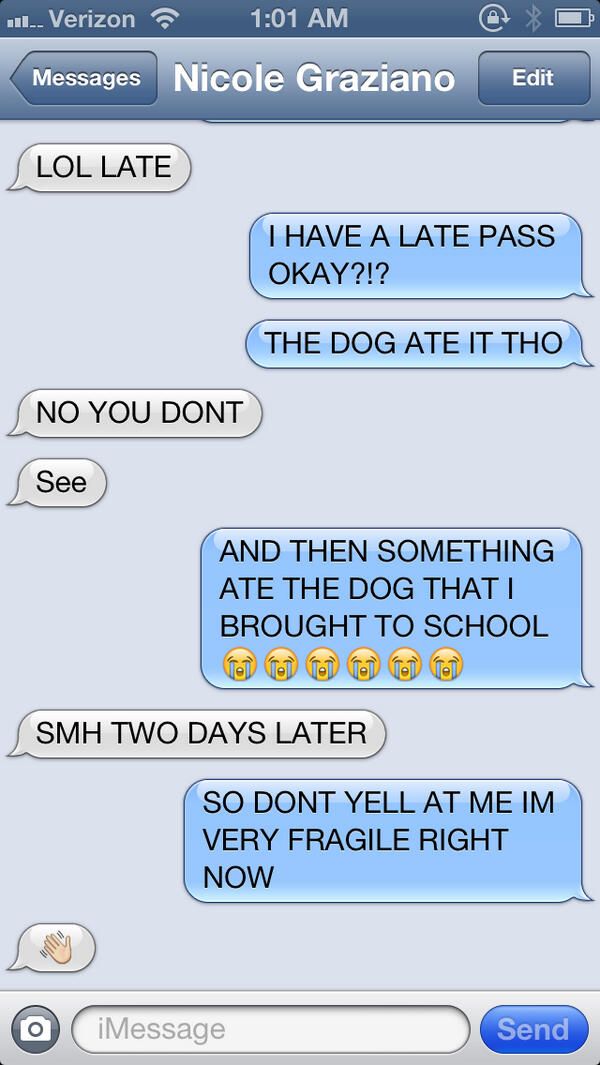 Verizon 1:01 AM
Messages Nicole Graziano Edit
LOL LATE
I HAVE A LATE PASS
OKAY?!?
THE DOG ATE IT THO
NO YOU DONT
See
AND THEN SOMETHING
ATE THE DOG THAT I
BROUGHT TO SCHOOL
😭😭😭😭😭😭
SMH TWO DAYS LATER
SO DONT YELL AT ME IM
VERY FRAGILE RIGHT
NOW
👋🏼
iMessage Send